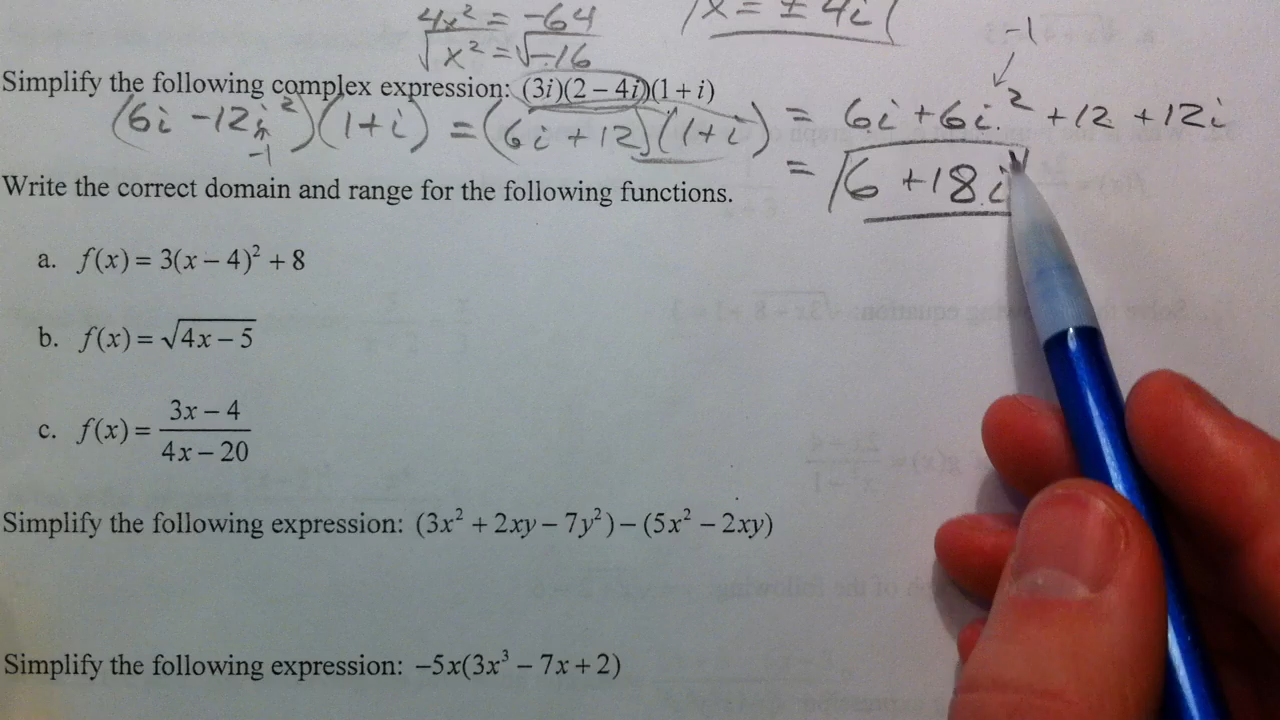 4x² = -64
√x² = √-16
x = ± 4i
Simplify the following complex expression: (3i)(2 – 4i)(1 + i)
-1
(6i - 12i²)(1+i) = (6i + 12)(1+i) = 6i + 6i² + 12 + 12i
-1
= 6 + 18i
Write the correct domain and range for the following functions.
a. f(x) = 3(x – 4)² + 8
b. f(x) = √4x – 5
c. f(x) = 3x – 4
4x – 20
Simplify the following expression: (3x² + 2xy – 7y²) – (5x² – 2xy)
Simplify the following expression: –5x(3x³ – 7x + 2)